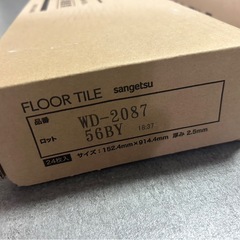 FLOOR TILE sangetsu
品番 WD-2087
ロット 56BY 1637
24枚入 サイズ：152.4mm×914.4mm 厚み 2.5mm